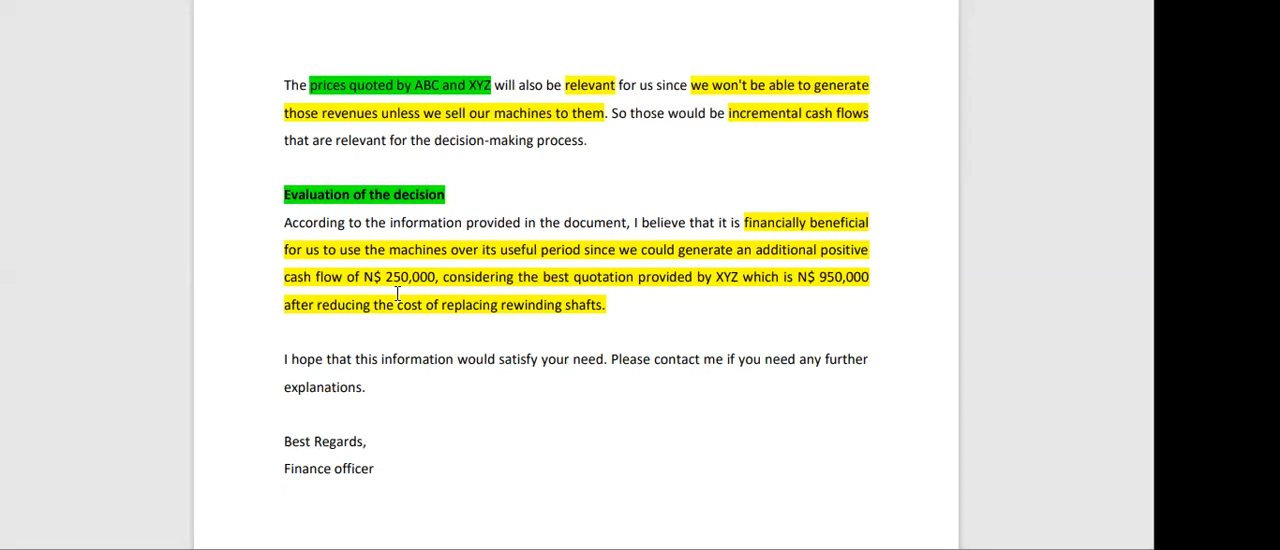 The prices quoted by ABC and XYZ will also be relevant for us since we won't be able to generate
those revenues unless we sell our machines to them. So those would be incremental cash flows
that are relevant for the decision-making process.
Evaluation of the decision
According to the information provided in the document, I believe that it is financially beneficial
for us to use the machines over its useful period since we could generate an additional positive
cash flow of N$ 250,000, considering the best quotation provided by XYZ which is N$ 950,000
after reducing the cost of replacing rewinding shafts.
I hope that this information would satisfy your need. Please contact me if you need any further
explanations.
Best Regards,
Finance officer